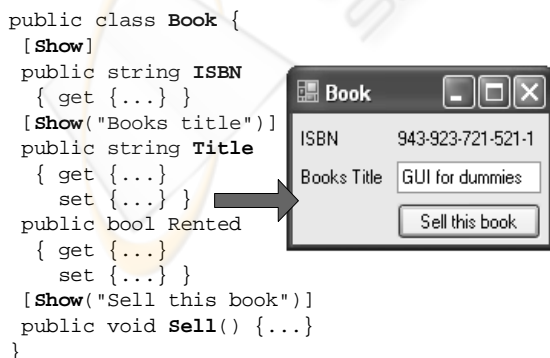 public class Book {
[Show]
public string ISBN
{ get {...} }
[Show("Books title")]
public string Title
{ get {...}
set {...} }
public bool Rented
{ get {...}
set {...} }
[Show("Sell this book")]
public void Sell() {...}
}
Book
ISBN 943-923-721-521-1
Books Title GUI for dummies
Sell this book